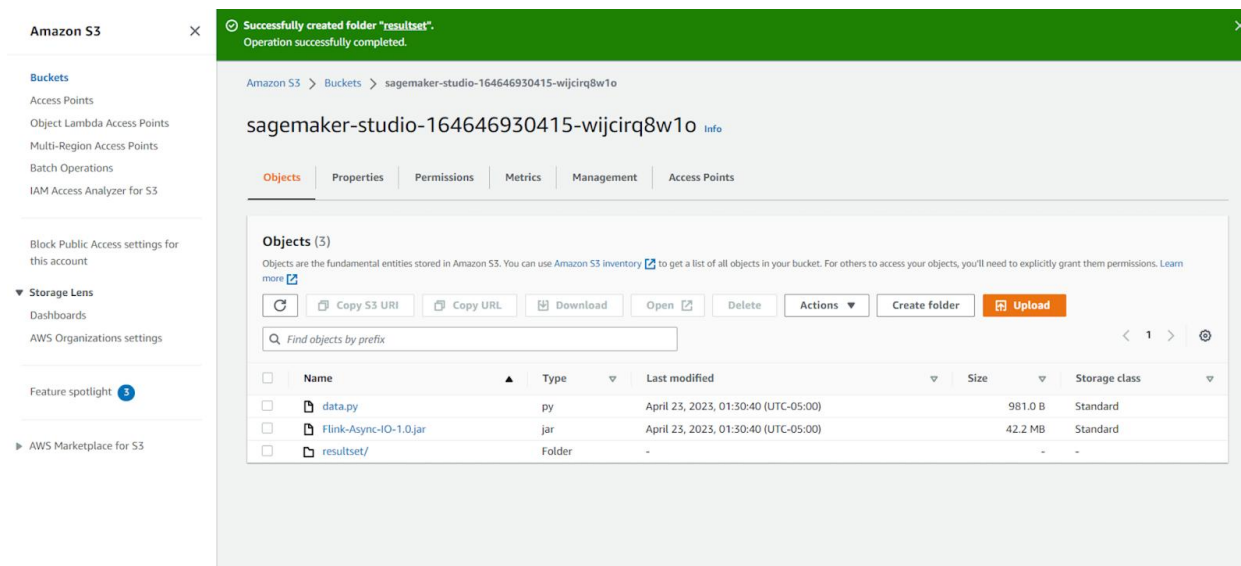 Amazon S3
Successfully created folder "resultset".
Operation successfully completed.
Buckets
Access Points
Object Lambda Access Points
Multi-Region Access Points
Batch Operations
IAM Access Analyzer for S3
Block Public Access settings for
this account
Storage Lens
Dashboards
AWS Organizations settings
Feature spotlight 3
AWS Marketplace for S3
Amazon S3 > Buckets > sagemaker-studio-164646930415-wijcirq8w1o
sagemaker-studio-164646930415-wijcirq8w1o Info
Objects Properties Permissions Metrics Management Access Points
Objects (3)
Objects are the fundamental entities stored in Amazon S3. You can use Amazon S3 inventory to get a list of all objects in your bucket. For others to access your objects, you'll need to explicitly grant them permissions. Learn
more
Copy S3 URI Copy URL Download Open Delete Actions Create folder Upload
Find objects by prefix
1
Name Type Last modified Size Storage class
data.py py April 23, 2023, 01:30:40 (UTC-05:00) 981.0 B Standard
Flink-Async-IO-1.0.jar jar April 23, 2023, 01:30:40 (UTC-05:00) 42.2 MB Standard
resultset/ Folder - - -